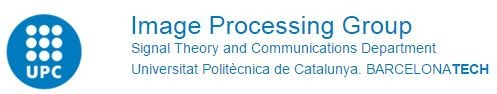 Image Processing Group
Signal Theory and Communications Department
Universitat Politècnica de Catalunya. BARCELONATECH
UPC